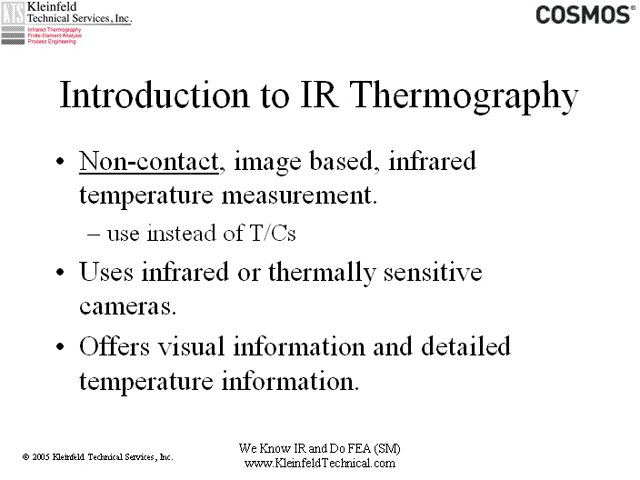 KTS
Kleinfeld
Technical Services, Inc.
Infrared Thermography
Finite Element Analysis
Process Engineering
COSMOS®
Introduction to IR Thermography
• Non-contact, image based, infrared
temperature measurement.
– use instead of T/Cs
• Uses infrared or thermally sensitive
cameras.
• Offers visual information and detailed
temperature information.
© 2005 Kleinfeld Technical Services, Inc.
We Know IR and Do FEA (SM)
www.KleinfeldTechnical.com